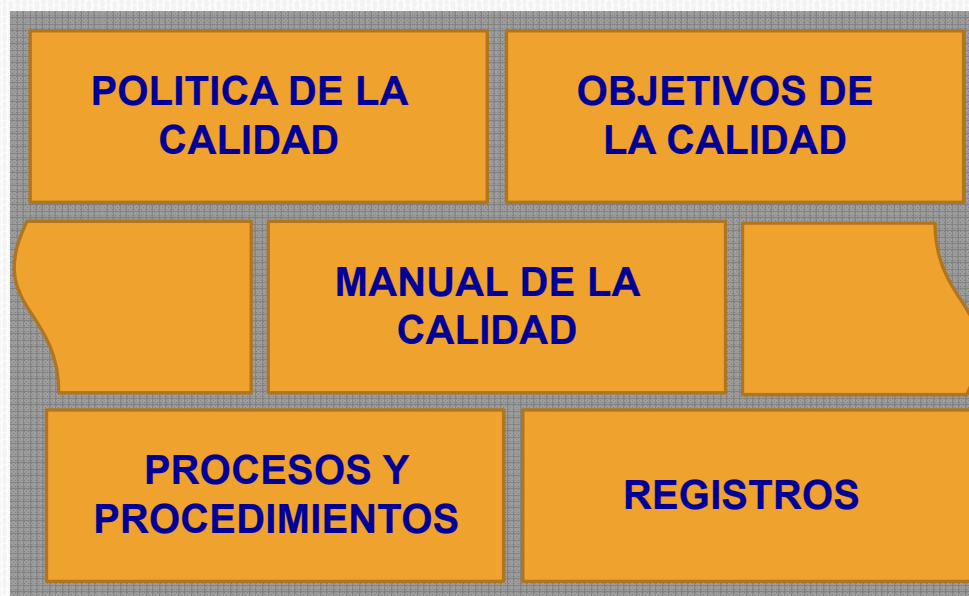 POLITICA DE LA
CALIDAD
OBJETIVOS DE
LA CALIDAD
MANUAL DE LA
CALIDAD
PROCESOS Y
PROCEDIMIENTOS
REGISTROS